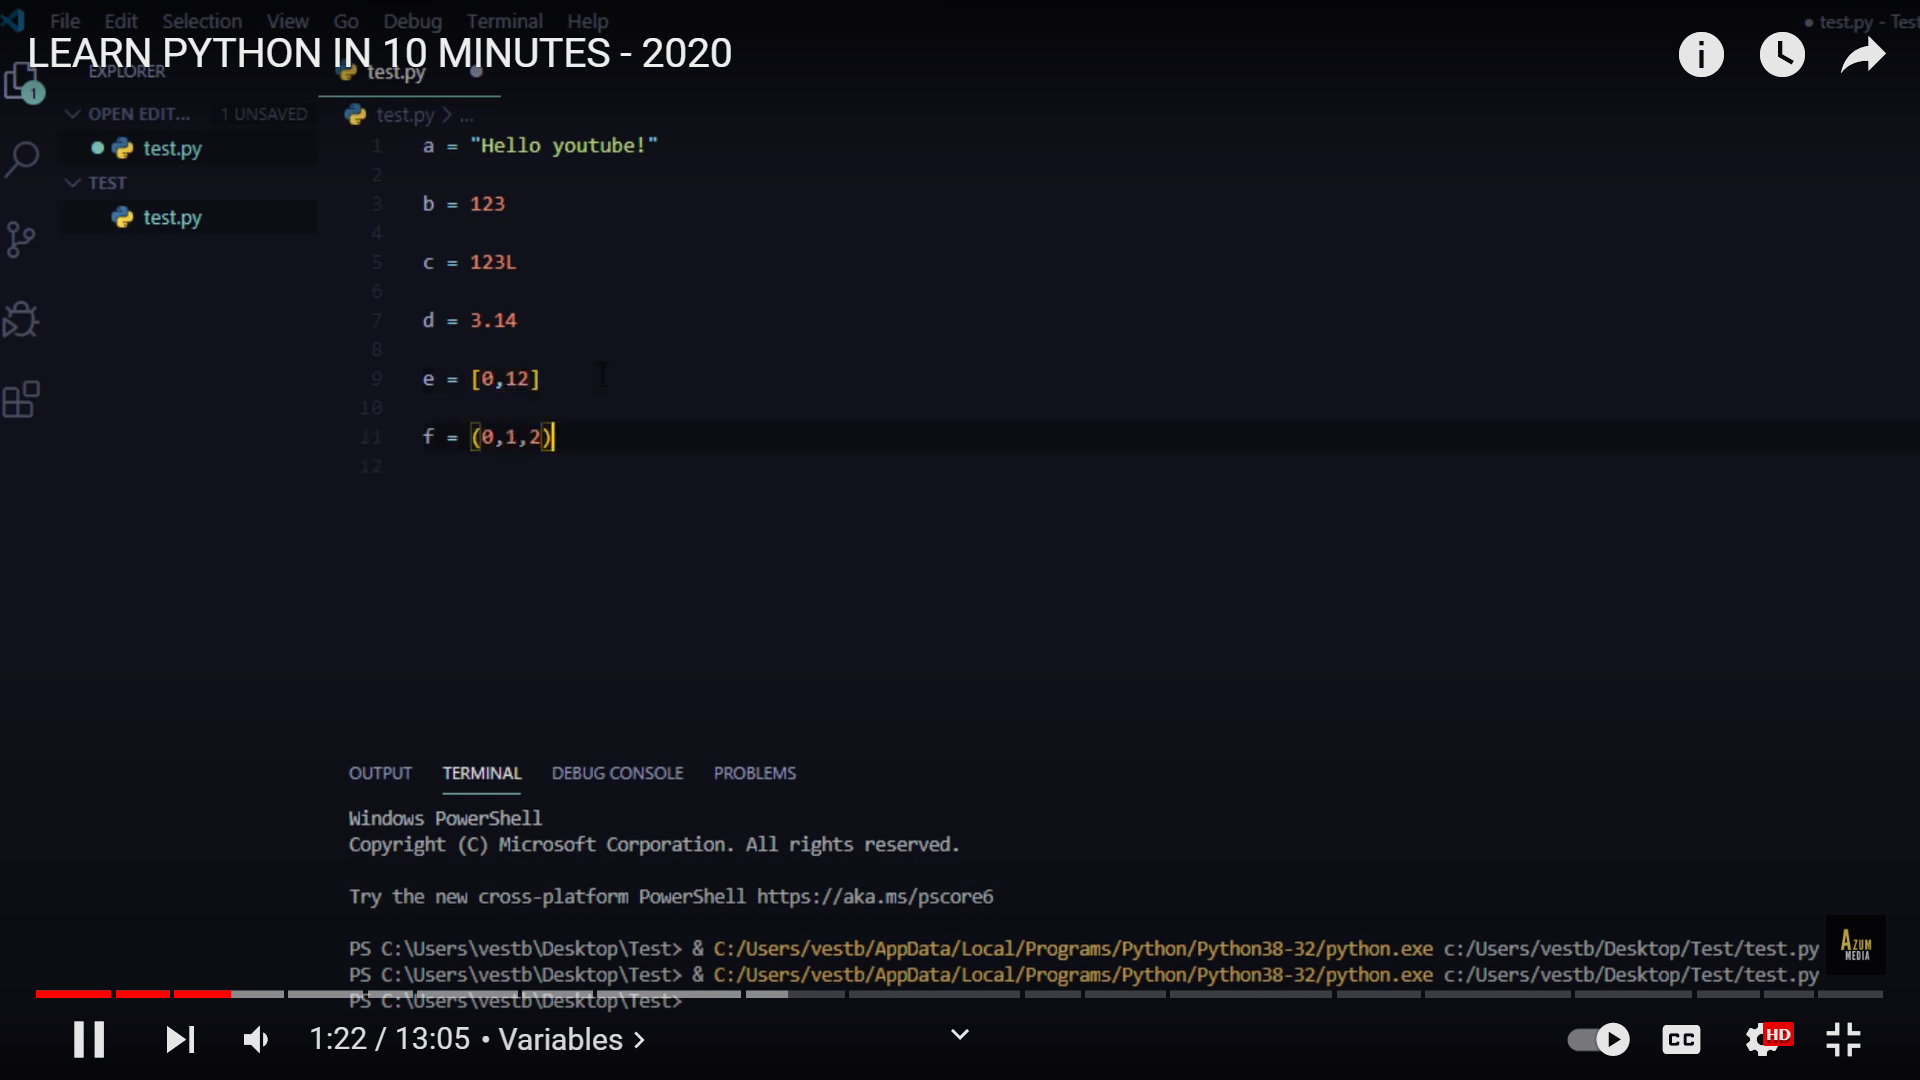 File Edit Selection View Go Debug Terminal Help
● test.py - Test
LEARN PYTHON IN 10 MINUTES - 2020
EXPLORER
test.py
1
OPEN EDIT... 1 UNSAVED
test.py > ...
test.py
TEST
test.py
1 a = "Hello youtube!"
2
3 b = 123
4
5 c = 123L
6
7 d = 3.14
8
9 e = [0,12]
10
11 f = (0,1,2)
12
OUTPUT TERMINAL DEBUG CONSOLE PROBLEMS
Windows PowerShell
Copyright (C) Microsoft Corporation. All rights reserved.
Try the new cross-platform PowerShell https://aka.ms/pscore6
PS C:\Users\vestb\Desktop\Test> & C:/Users/vestb/AppData/Local/Programs/Python/Python38-32/python.exe c:/Users/vestb/Desktop/Test/test.py
PS C:\Users\vestb\Desktop\Test> & C:/Users/vestb/AppData/Local/Programs/Python/Python38-32/python.exe c:/Users/vestb/Desktop/Test/test.py
PS C:\Users\vestb\Desktop\Test>
AZUM
MEDIA
1:22 / 13:05 • Variables >
CC
HD